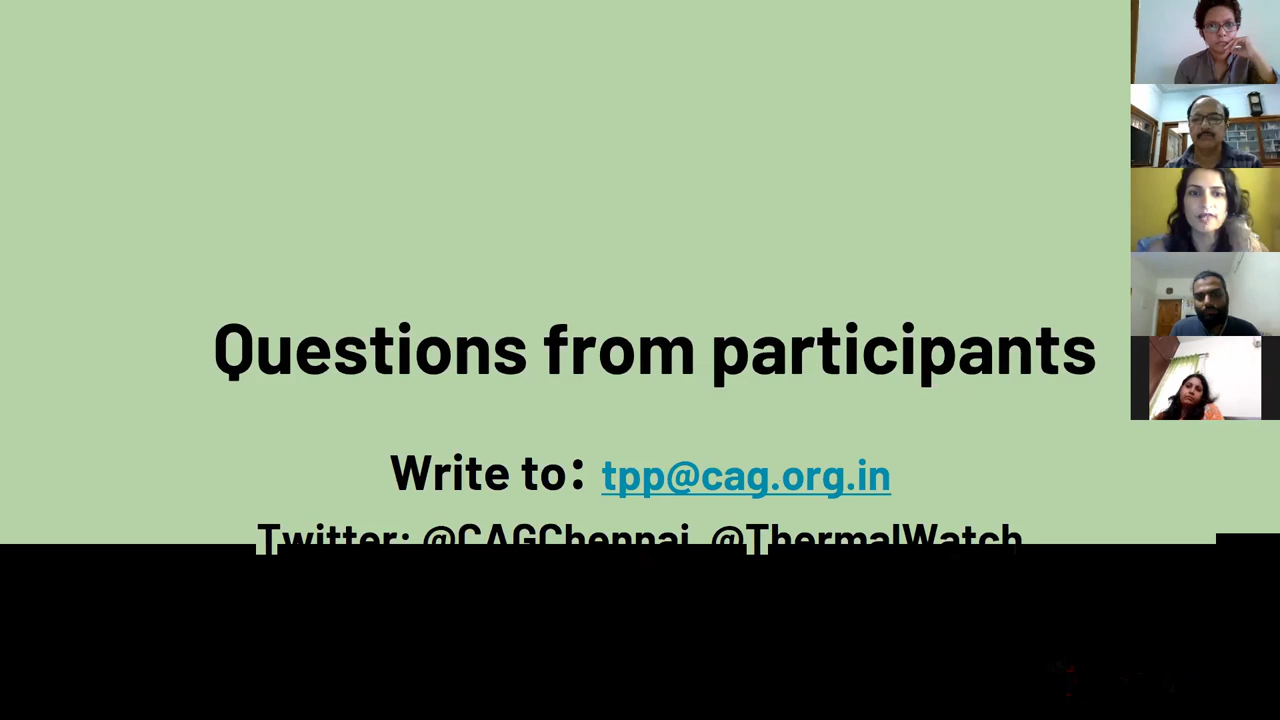 Questions from participants
Write to: tpp@cag.org.in
Twitter: @CAGChennai, @ThermalWatch